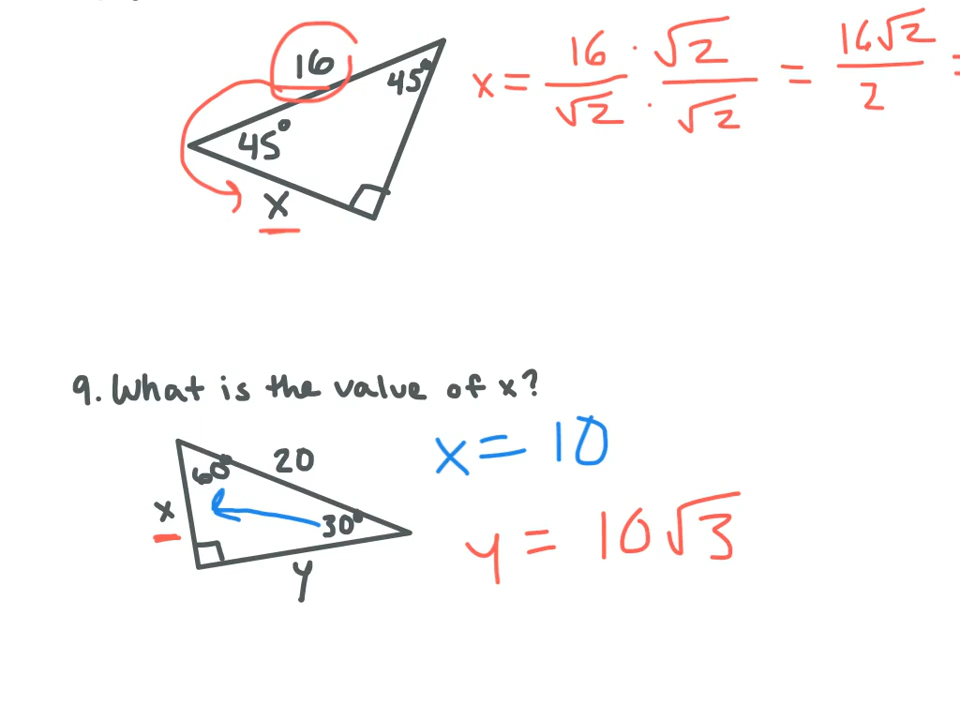 16
45°
45°
x
x = 16/√2 · √2/√2 = 16√2/2 =
9. What is the value of x?
60°
20
x
30°
y
x = 10
y = 10√3